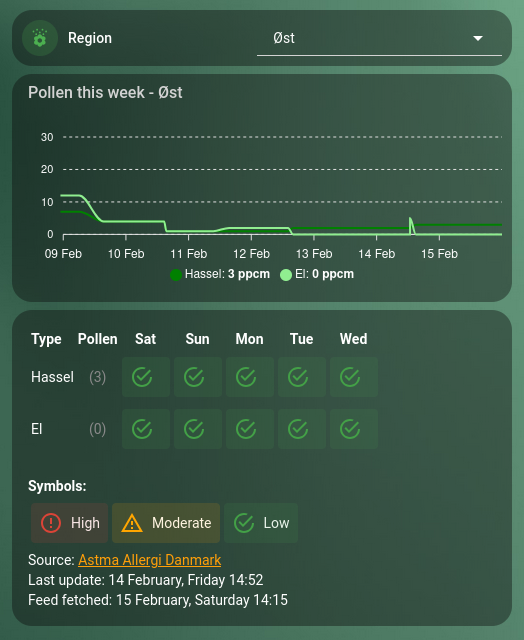 Region Øst
Pollen this week - Øst
30
20
10
0
09 Feb 10 Feb 11 Feb 12 Feb 13 Feb 14 Feb 15 Feb
Hassel: 3 ppcm El: 0 ppcm
Type Pollen Sat Sun Mon Tue Wed
Hassel (3)
El (0)
Symbols:
High Moderate Low
Source: Astma Allergi Danmark
Last update: 14 February, Friday 14:52
Feed fetched: 15 February, Saturday 14:15